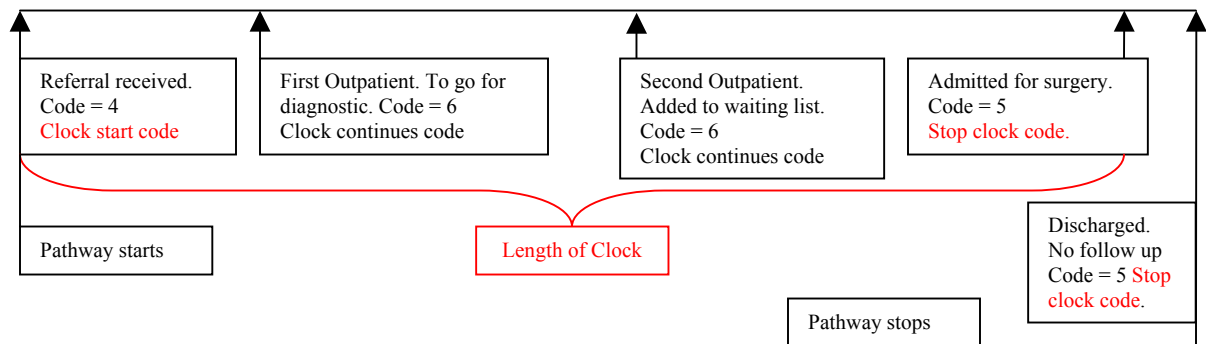 Referral received.
Code = 4
Clock start code
First Outpatient. To go for
diagnostic. Code = 6
Clock continues code
Second Outpatient.
Added to waiting list.
Code = 6
Clock continues code
Admitted for surgery.
Code = 5
Stop clock code.
Pathway starts
Length of Clock
Discharged.
No follow up
Code = 5 Stop
clock code.
Pathway stops